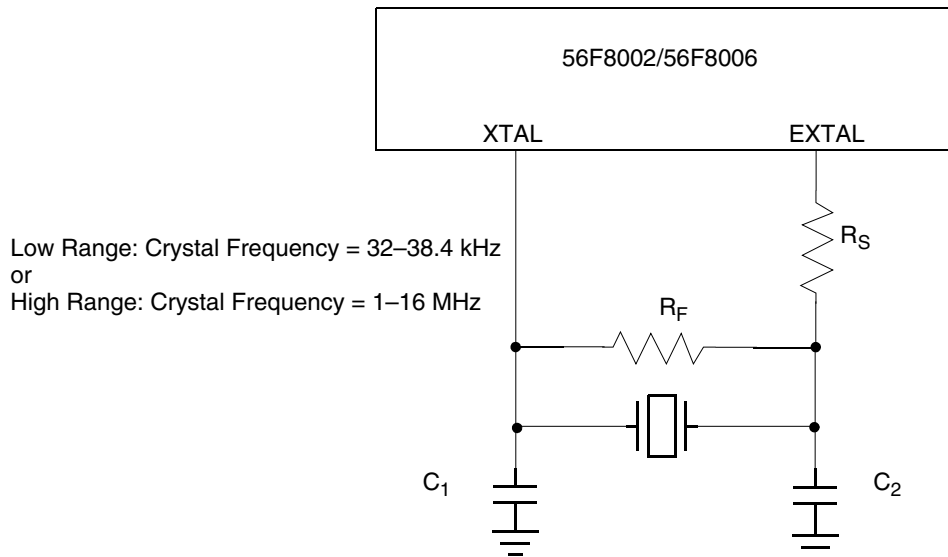 56F8002/56F8006
XTAL
EXTAL
Low Range: Crystal Frequency = 32–38.4 kHz
or
High Range: Crystal Frequency = 1–16 MHz
RS
RF
C1
C2